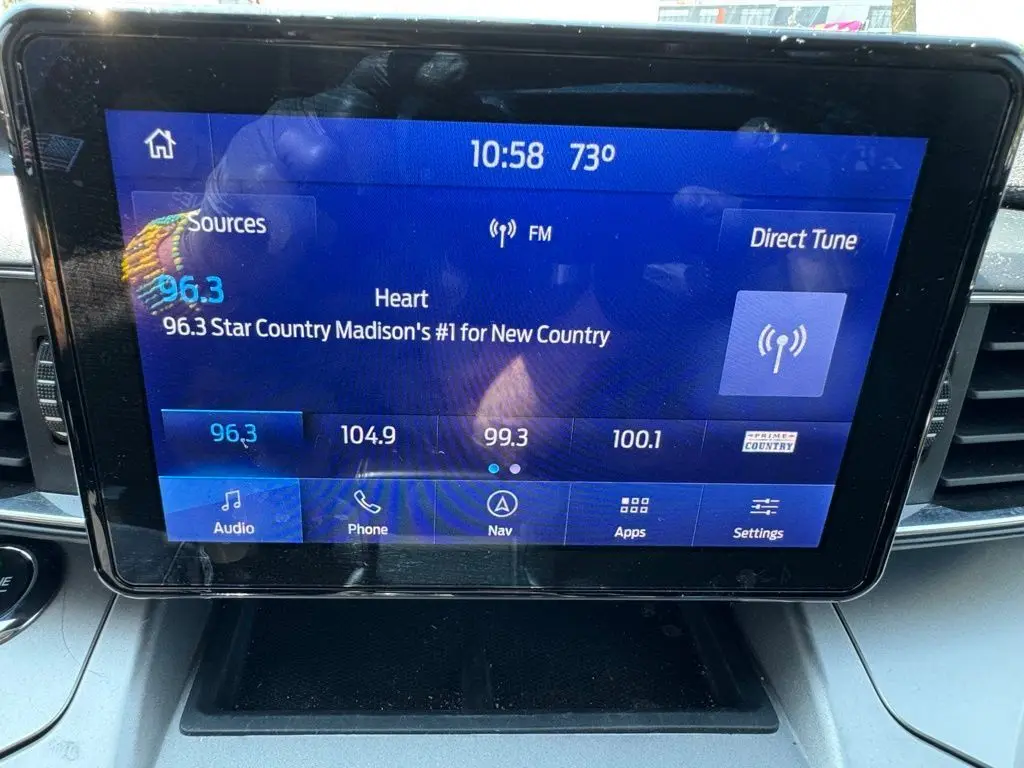 10:58 73º
Sources
FM
Direct Tune
96.3
Heart
96.3 Star Country Madison's #1 for New Country
96.3
104.9
99.3
100.1
PRIME
COUNTRY
Audio
Phone
Nav
Apps
Settings